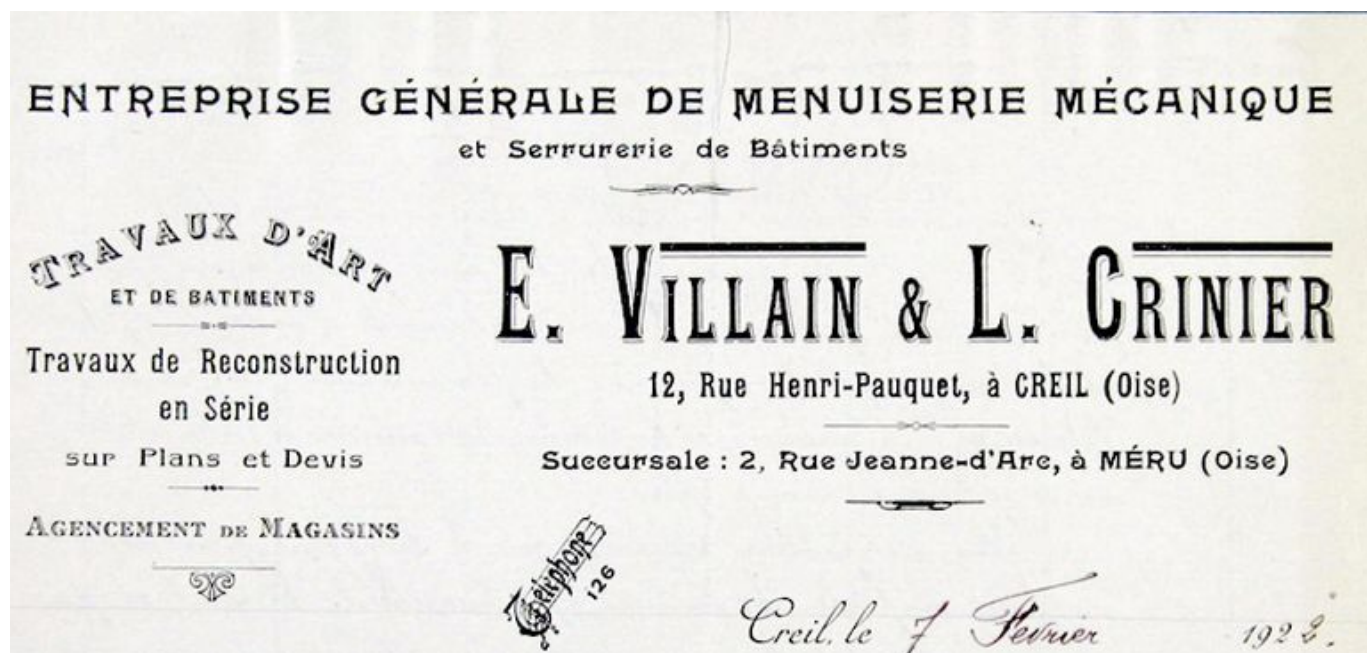 ENTREPRISE GÉNÉRALE DE MENUISERIE MÉCANIQUE
et Serrurerie de Bâtiments
TRAVAUX D'ART
ET DE BATIMENTS
Travaux de Reconstruction
en Série
sur Plans et Devis
AGENCEMENT DE MAGASINS
E. VILLAIN & L. CRINIER
12, Rue Henri-Pauquet, à CREIL (Oise)
Succursale : 2, Rue Jeanne-d'Arc, à MÉRU (Oise)
Téléphone
126
Creil, le 7 Fevrier 1922.